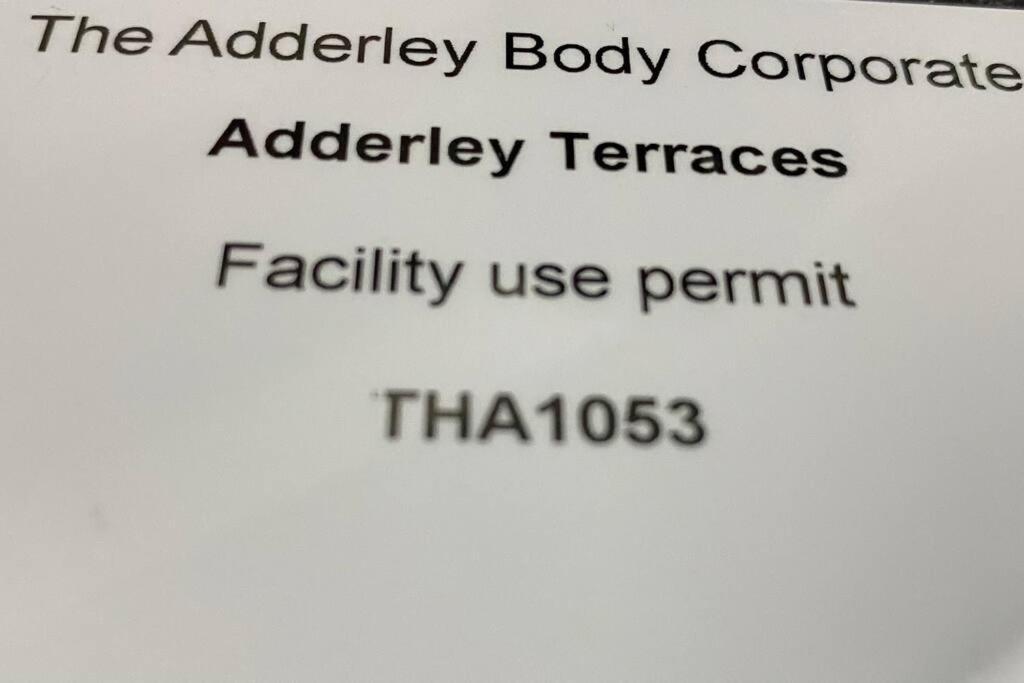 The Adderley Body Corporate
Adderley Terraces
Facility use permit
THA1053